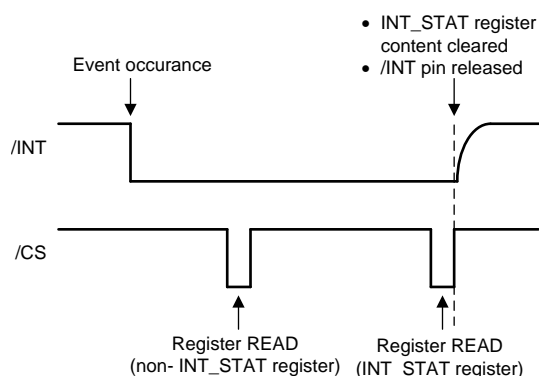 • INT_STAT register
content cleared
• /INT pin released
Event occurance
/INT
/CS
Register READ
(non- INT_STAT register)
Register READ
(INT_STAT register)